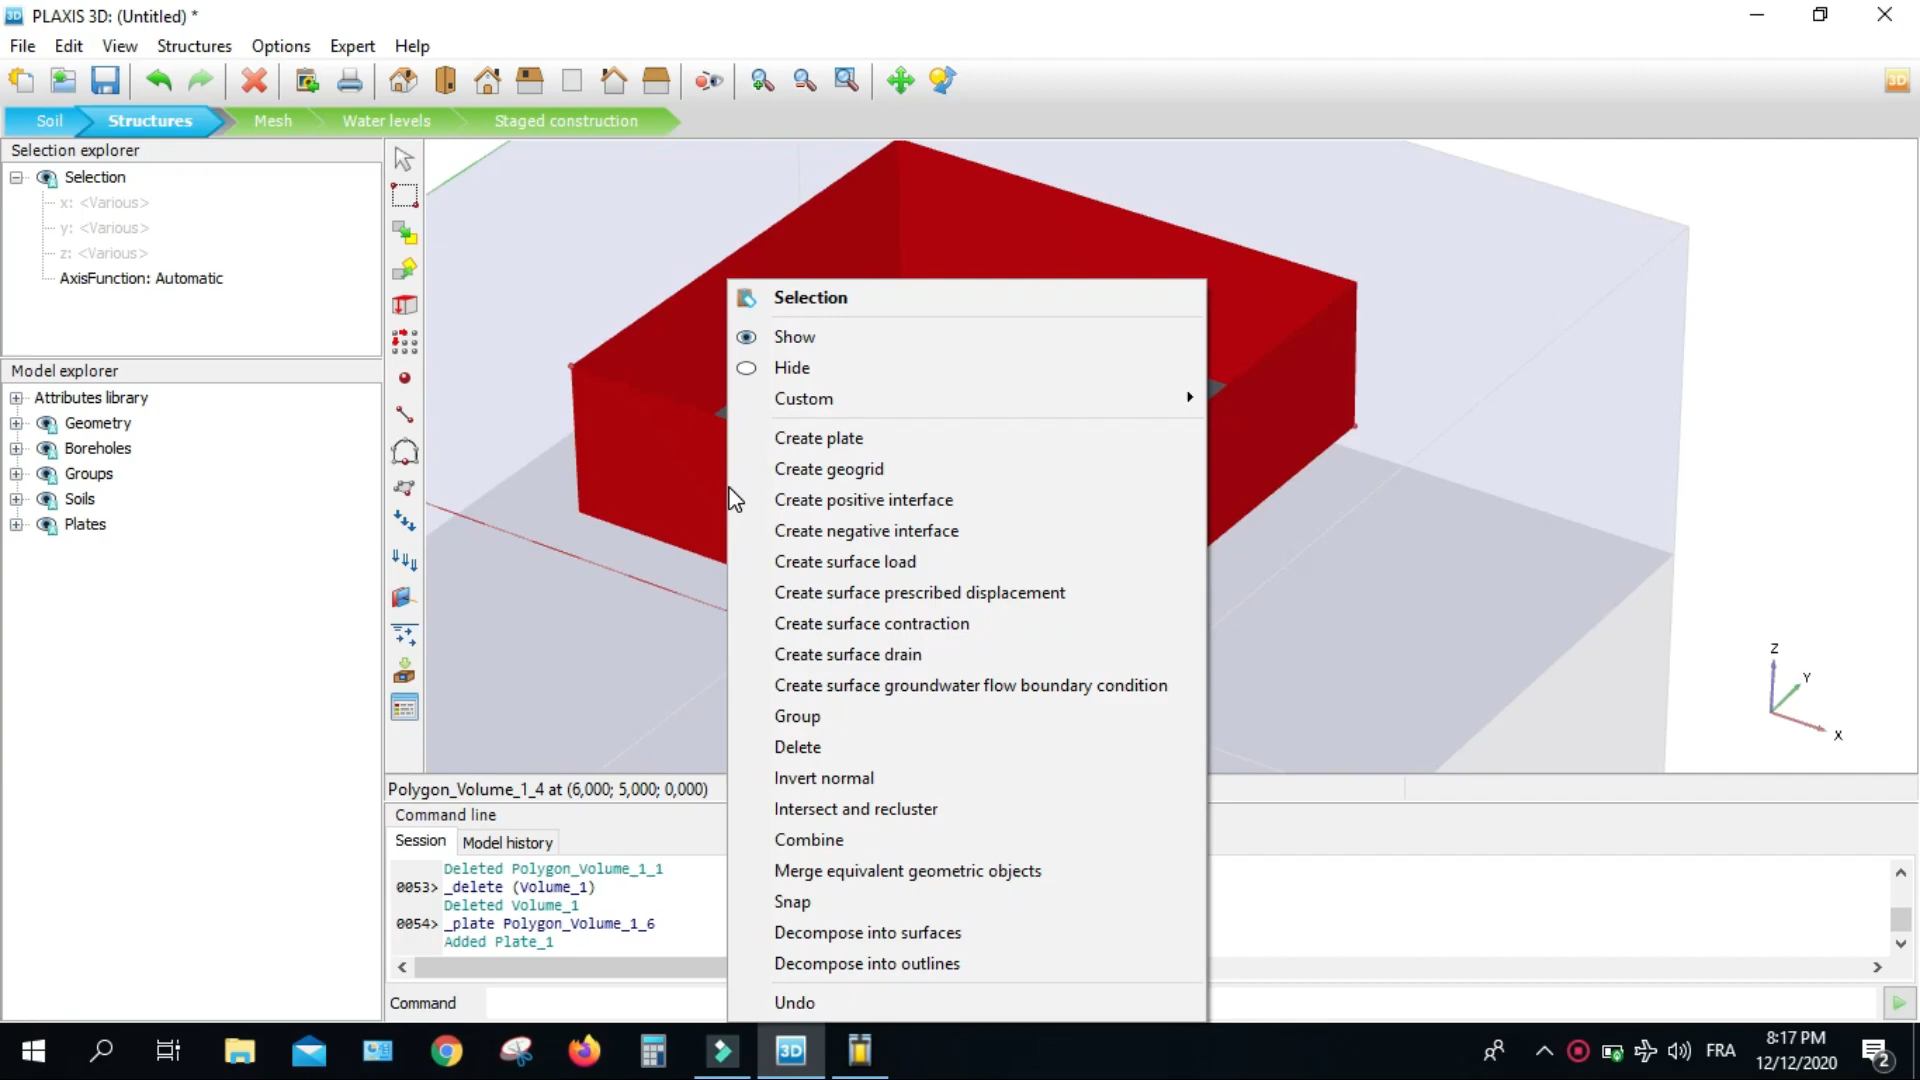 PLAXIS 3D: (Untitled) *
File Edit View Structures Options Expert Help
3D
Soil Structures Mesh Water levels Staged construction
Selection explorer
Selection
x: <Various>
y: <Various>
z: <Various>
AxisFunction: Automatic
Model explorer
Attributes library
Geometry
Boreholes
Groups
Soils
Plates
Selection
Show
Hide
Custom
Create plate
Create geogrid
Create positive interface
Create negative interface
Create surface load
Create surface prescribed displacement
Create surface contraction
Create surface drain
Create surface groundwater flow boundary condition
Group
Delete
Invert normal
Intersect and recluster
Combine
Merge equivalent geometric objects
Snap
Decompose into surfaces
Decompose into outlines
Undo
Z
Y
X
Polygon_Volume_1_4 at (6,000; 5,000; 0,000)
Command line
Session Model history
Deleted Polygon_Volume_1_1
0053> _delete (Volume_1)
Deleted Volume_1
0054> _plate Polygon_Volume_1_6
Added Plate_1
Command
3D
FRA
8:17 PM
12/12/2020
2